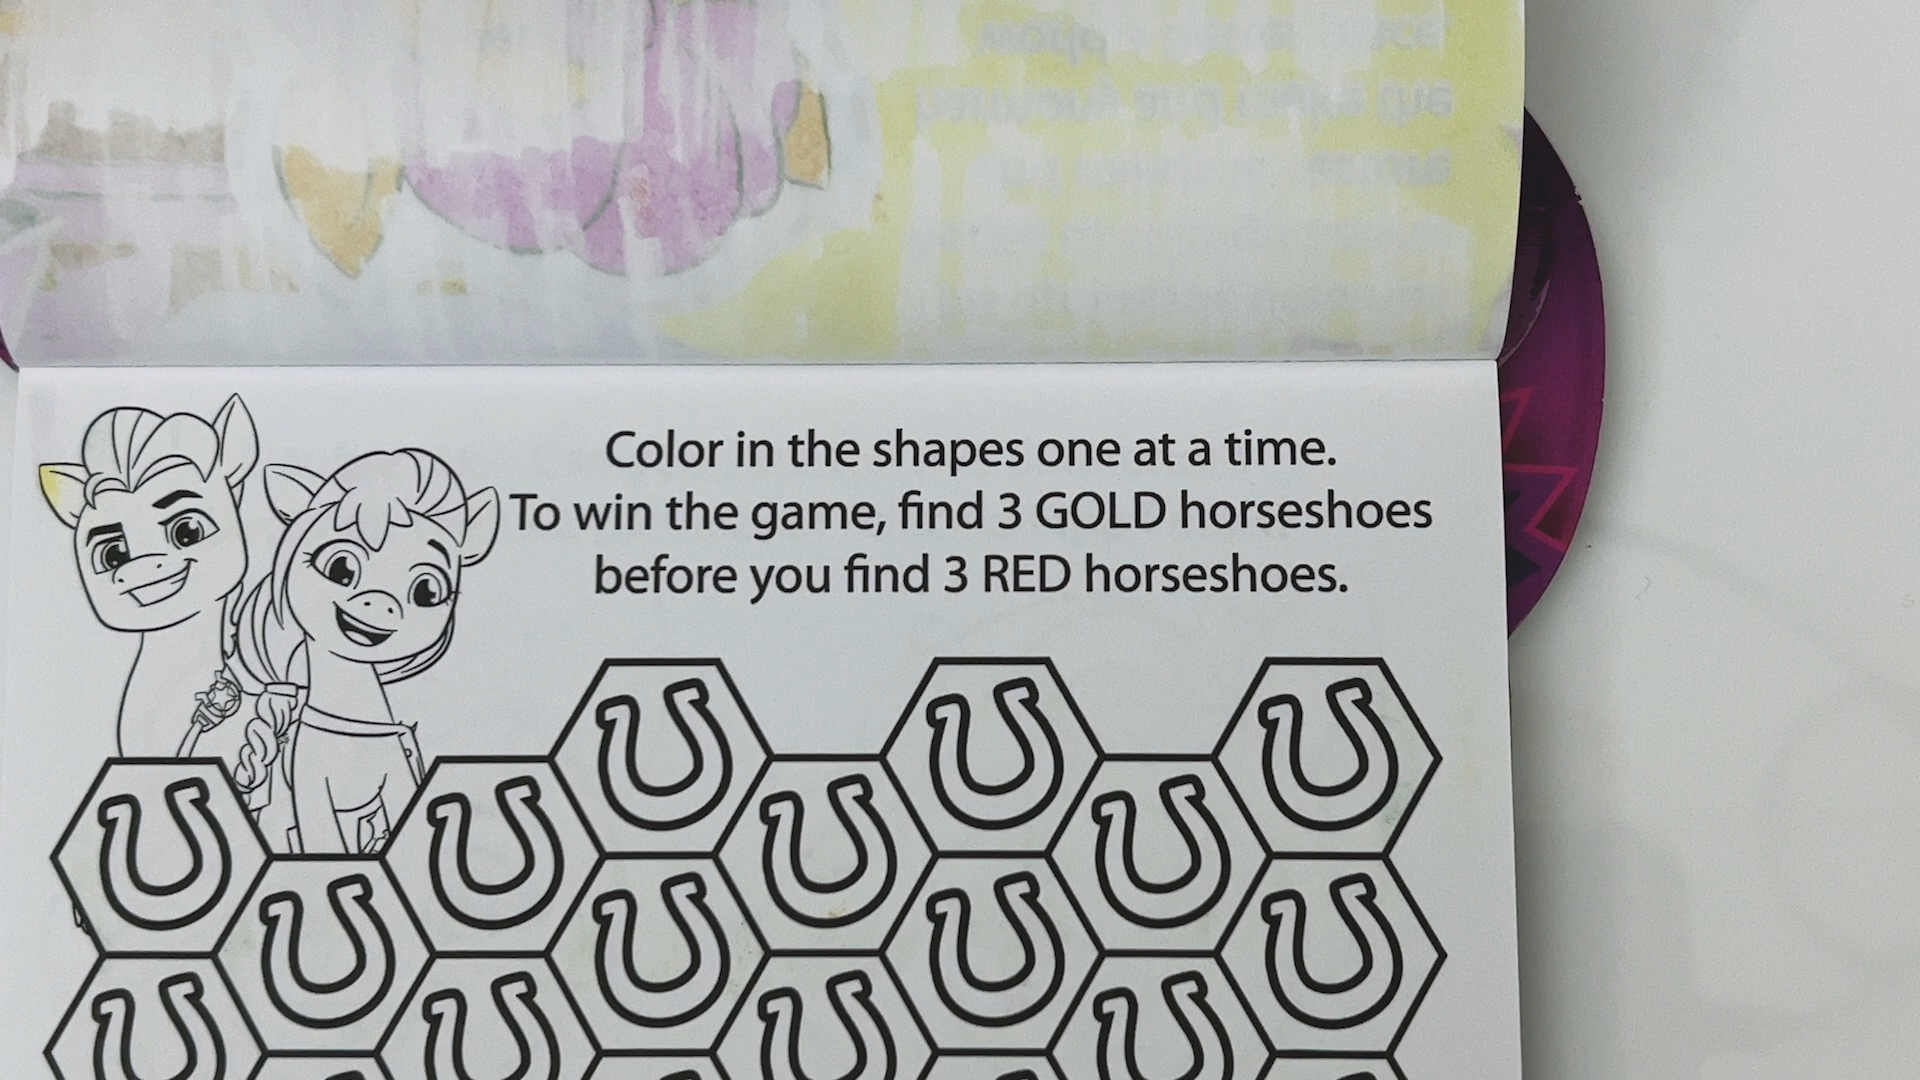 Color in the shapes one at a time.
To win the game, find 3 GOLD horseshoes
before you find 3 RED horseshoes.